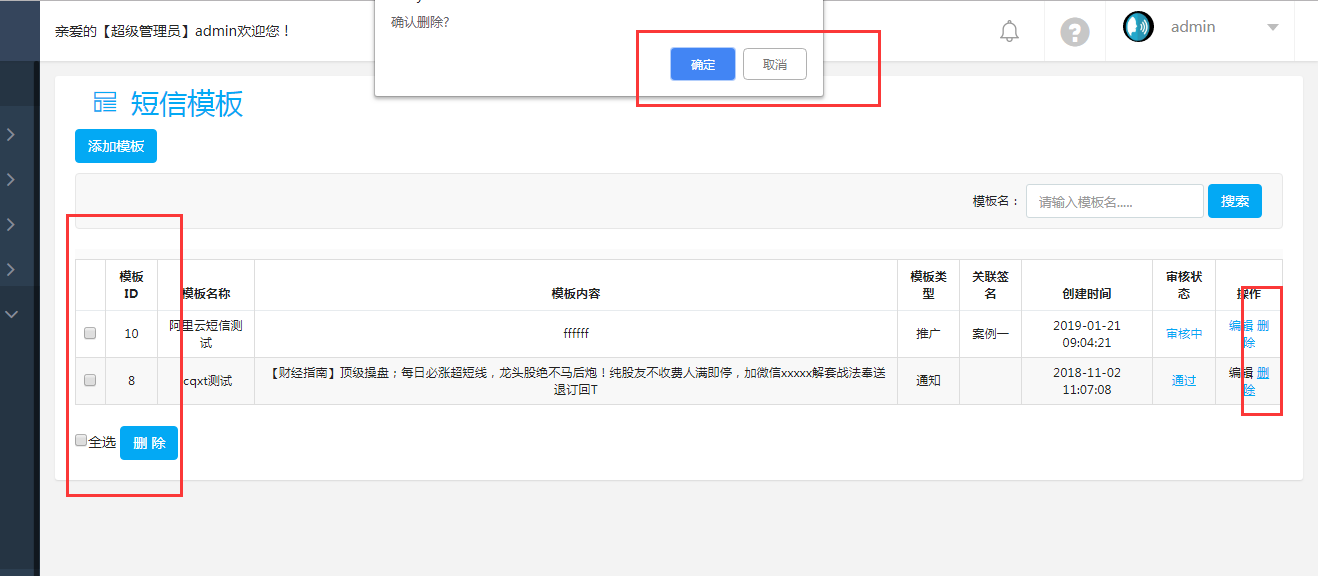 亲爱的【超级管理员】admin欢迎您！
确认删除?
确定
取消
admin
短信模板
添加模板
模板名：
请输入模板名.....
搜索
模板
ID
模板名称
模板内容
模板类
型
关联签
名
创建时间
审核状
态
操作
10
阿里云短信测
试
ffffff
推广
案例一
2019-01-21
09:04:21
审核中
编辑 删
除
8
cqxt测试
【财经指南】顶级操盘；每日必涨超短线，龙头股绝不马后炮！纯股友不收费人满即停，加微信xxxxx解套战法奉送
退订回T
通知
2018-11-02
11:07:08
通过
编辑 删
除
全选
删 除